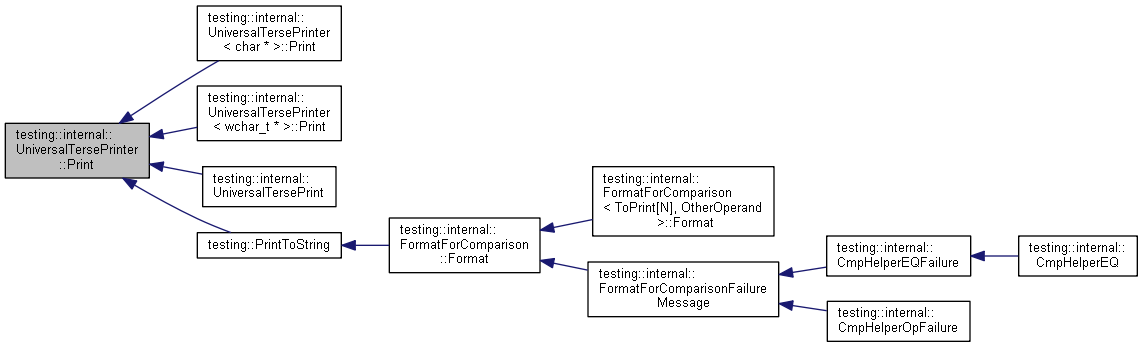 testing::internal::
UniversalTersePrinter
< char * >::Print
testing::internal::
UniversalTersePrinter
< wchar_t * >::Print
testing::internal::
UniversalTersePrinter
::Print
testing::internal::
UniversalTersePrint
testing::PrintToString
testing::internal::
FormatForComparison
::Format
testing::internal::
FormatForComparison
< ToPrint[N], OtherOperand
>::Format
testing::internal::
FormatForComparisonFailure
Message
testing::internal::
CmpHelperEQFailure
testing::internal::
CmpHelperEQ
testing::internal::
CmpHelperOpFailure